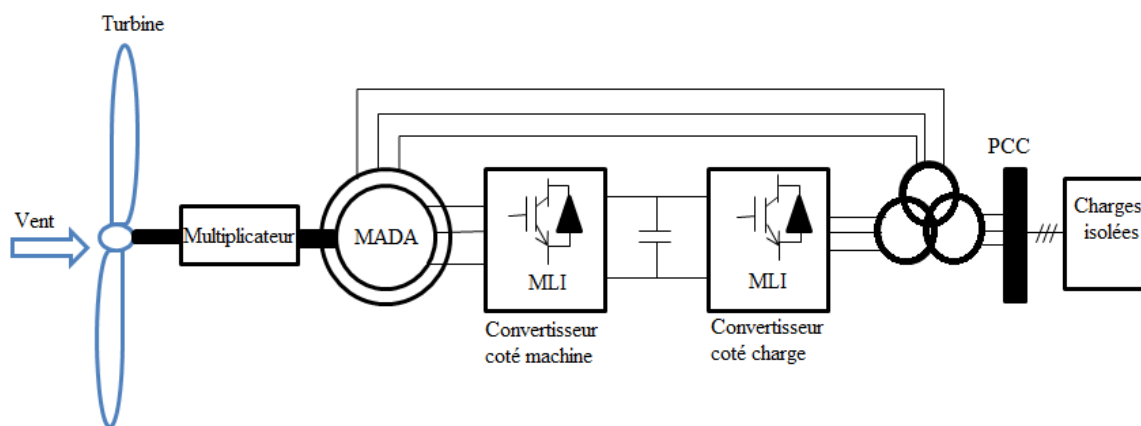 Turbine
Vent
Multiplicateur
MADA
MLI
Convertisseur
coté machine
MLI
Convertisseur
coté charge
PCC
Charges
isolées